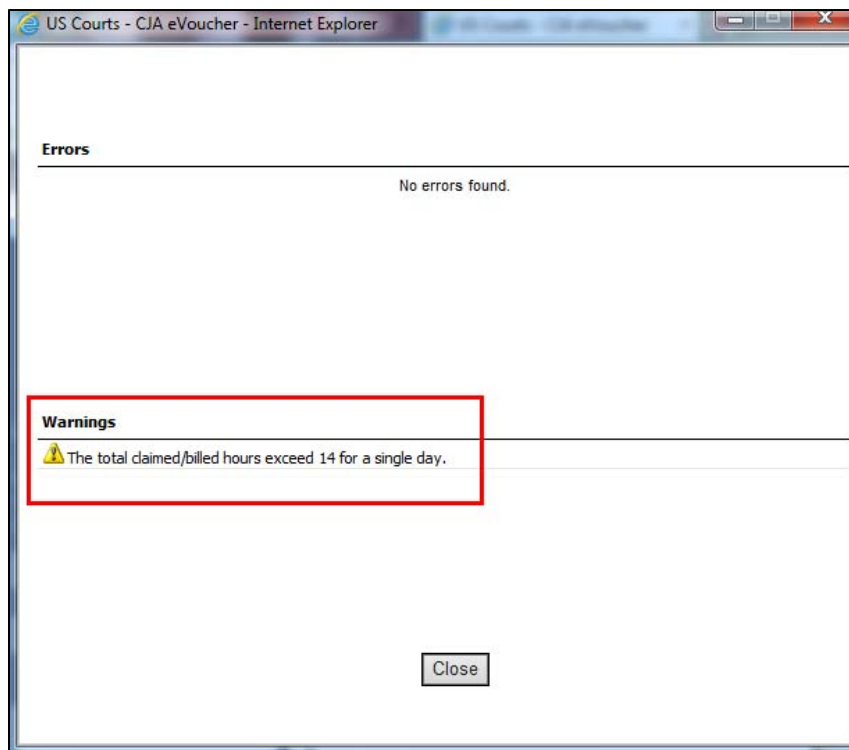 US Courts - CJA eVoucher - Internet Explorer
Errors
No errors found.
Warnings
The total claimed/billed hours exceed 14 for a single day.
Close